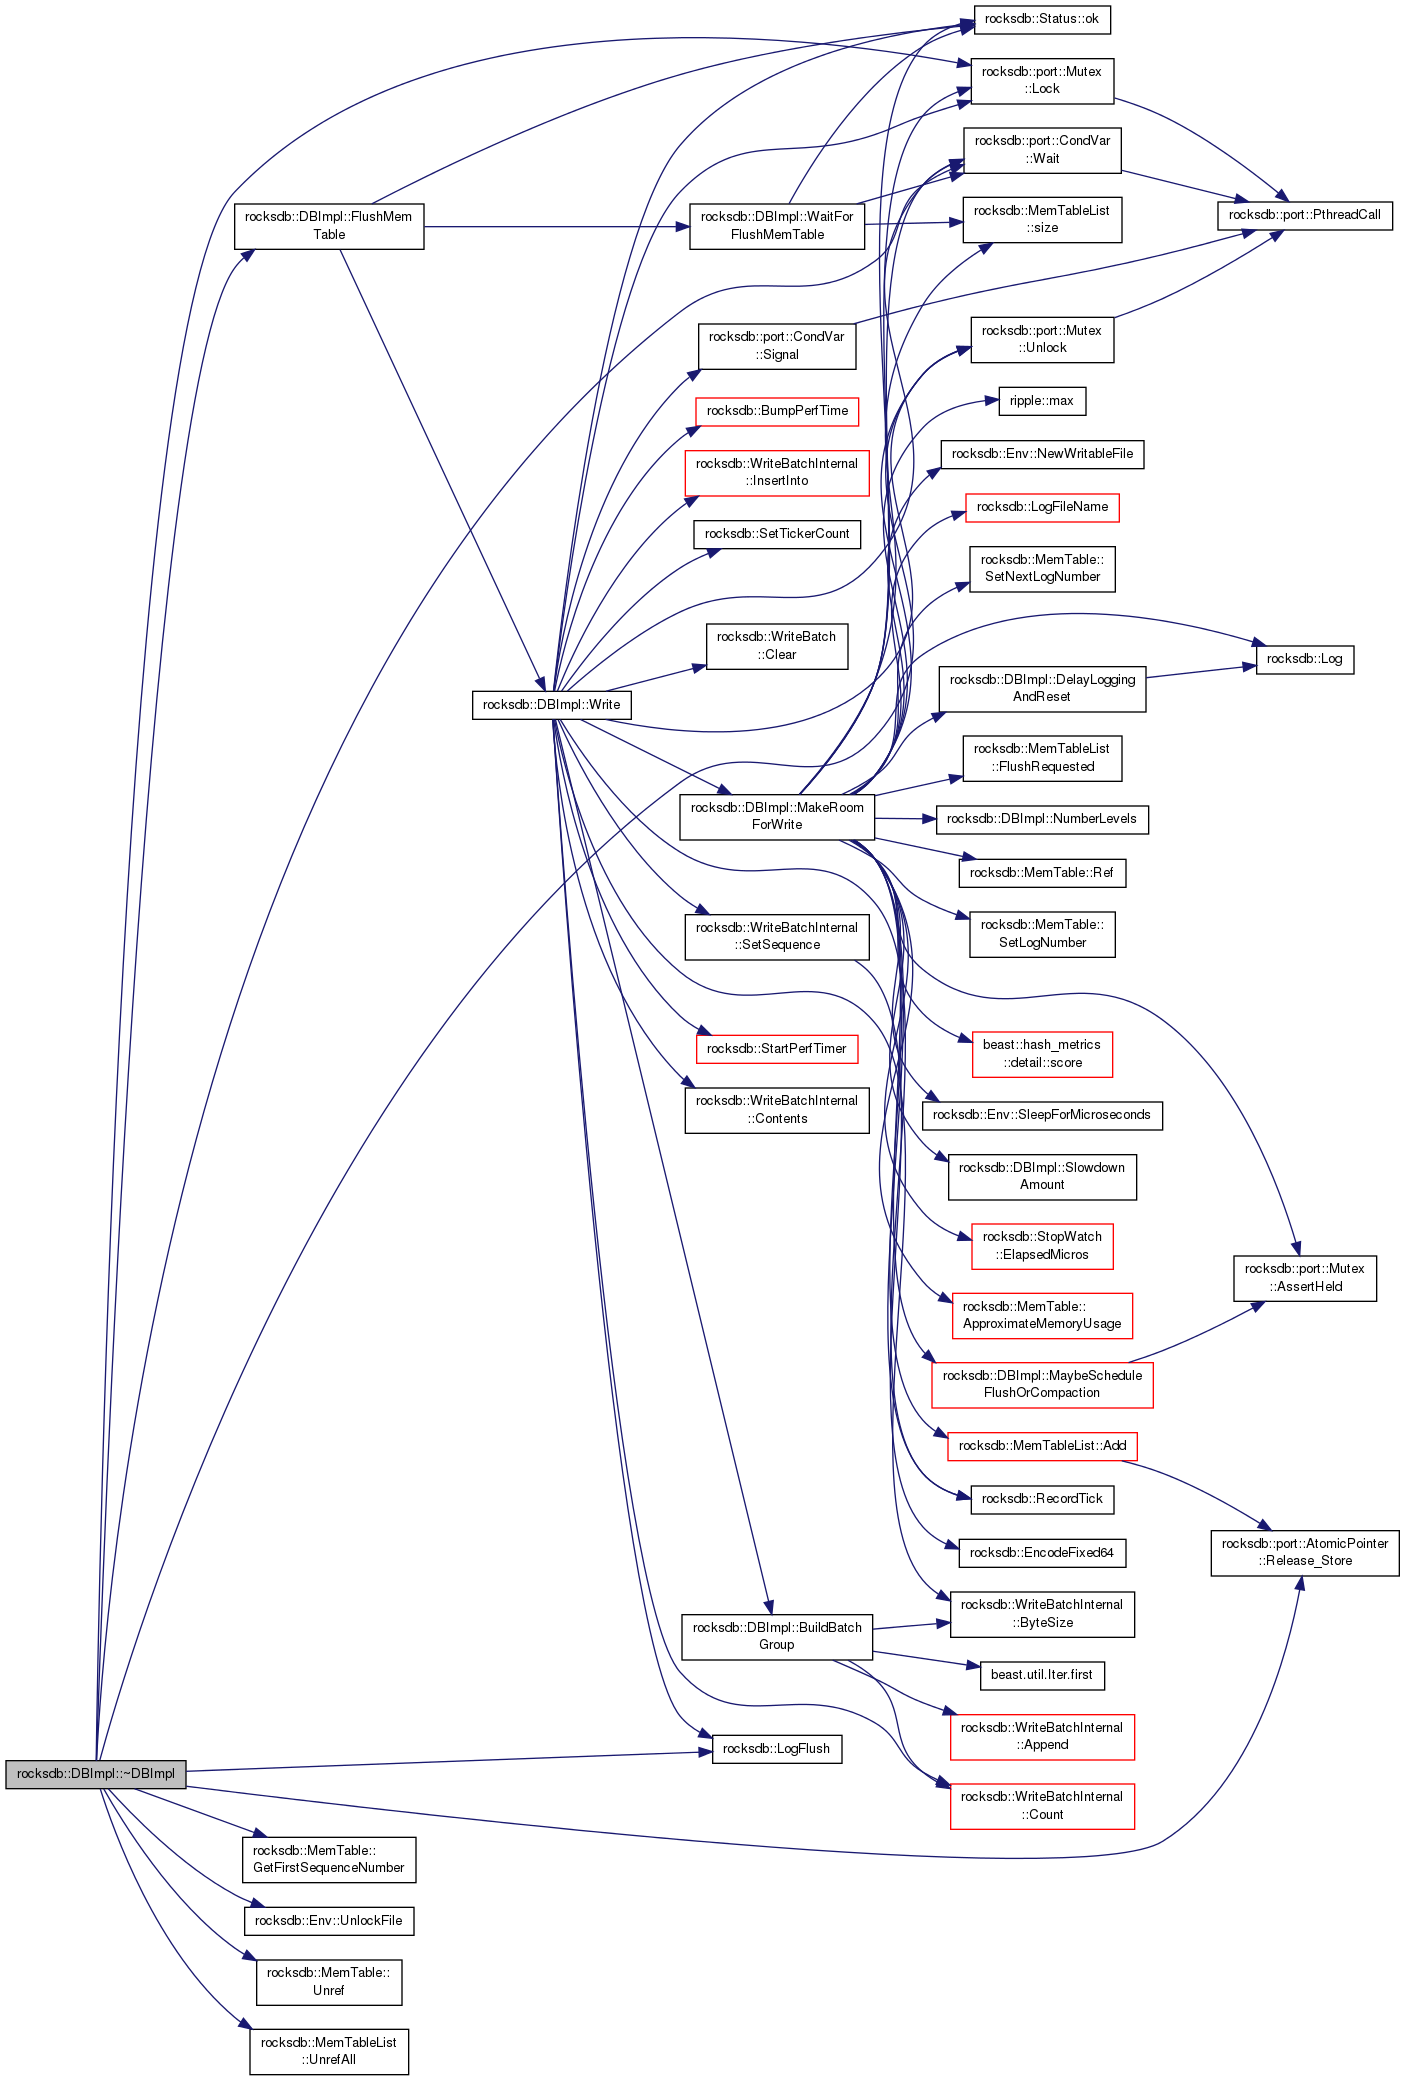 rocksdb::Status::ok
rocksdb::port::Mutex
::Lock
rocksdb::port::CondVar
::Wait
rocksdb::DBImpl::FlushMem
Table
rocksdb::DBImpl::WaitFor
FlushMemTable
rocksdb::MemTableList
::size
rocksdb::port::PthreadCall
rocksdb::port::CondVar
::Signal
rocksdb::port::Mutex
::Unlock
rocksdb::BumpPerfTime
ripple::max
rocksdb::WriteBatchInternal
::InsertInto
rocksdb::Env::NewWritableFile
rocksdb::LogFileName
rocksdb::SetTickerCount
rocksdb::MemTable::
SetNextLogNumber
rocksdb::WriteBatch
::Clear
rocksdb::Log
rocksdb::DBImpl::Write
rocksdb::DBImpl::DelayLogging
AndReset
rocksdb::MemTableList
::FlushRequested
rocksdb::DBImpl::MakeRoom
ForWrite
rocksdb::DBImpl::NumberLevels
rocksdb::MemTable::Ref
rocksdb::WriteBatchInternal
::SetSequence
rocksdb::MemTable::
SetLogNumber
rocksdb::StartPerfTimer
beast::hash_metrics
::detail::score
rocksdb::WriteBatchInternal
::Contents
rocksdb::Env::SleepForMicroseconds
rocksdb::DBImpl::Slowdown
Amount
rocksdb::StopWatch
::ElapsedMicros
rocksdb::port::Mutex
::AssertHeld
rocksdb::MemTable::
ApproximateMemoryUsage
rocksdb::DBImpl::MaybeSchedule
FlushOrCompaction
rocksdb::MemTableList::Add
rocksdb::RecordTick
rocksdb::port::AtomicPointer
::Release_Store
rocksdb::EncodeFixed64
rocksdb::WriteBatchInternal
::ByteSize
rocksdb::DBImpl::BuildBatch
Group
beast.util.Iter.first
rocksdb::WriteBatchInternal
::Append
rocksdb::LogFlush
rocksdb::DBImpl::~DBImpl
rocksdb::WriteBatchInternal
::Count
rocksdb::MemTable::
GetFirstSequenceNumber
rocksdb::Env::UnlockFile
rocksdb::MemTable::
Unref
rocksdb::MemTableList
::UnrefAll